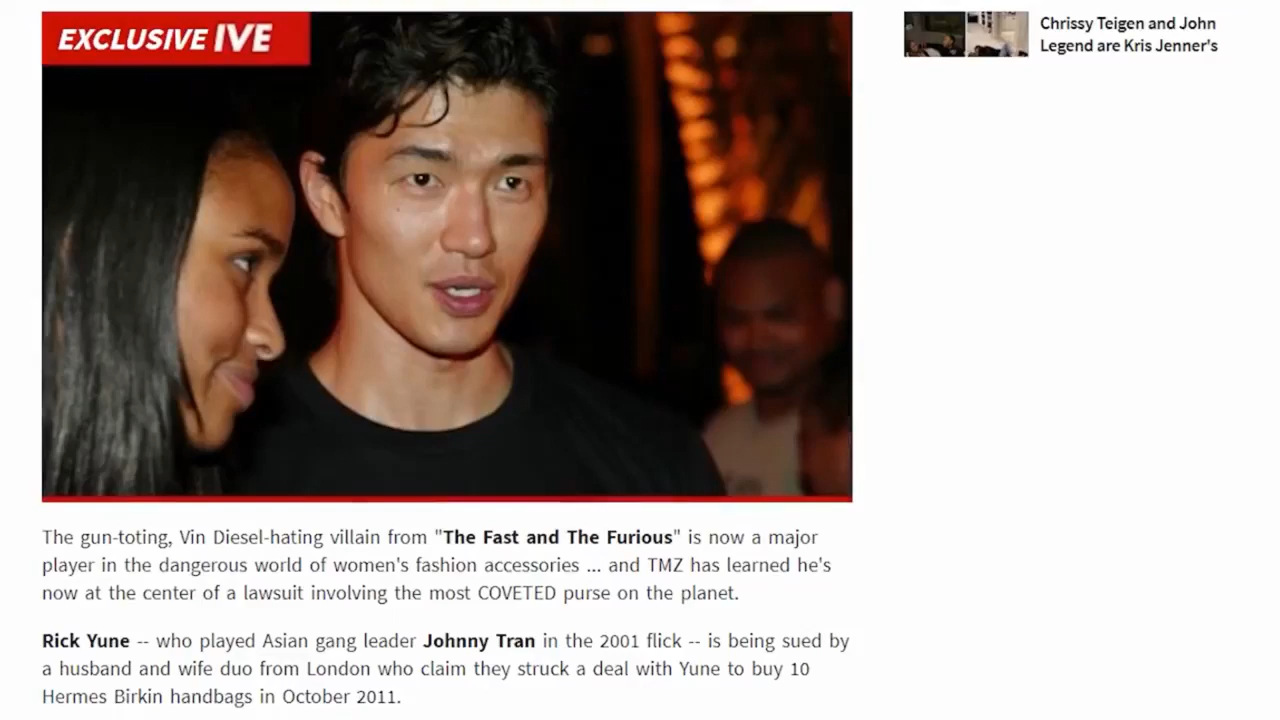 EXCLUSIVE IVE
Chrissy Teigen and John
Legend are Kris Jenner's
The gun-toting, Vin Diesel-hating villain from "The Fast and The Furious" is now a major
player in the dangerous world of women's fashion accessories ... and TMZ has learned he's
now at the center of a lawsuit involving the most COVETED purse on the planet.
Rick Yune -- who played Asian gang leader Johnny Tran in the 2001 flick -- is being sued by
a husband and wife duo from London who claim they struck a deal with Yune to buy 10
Hermes Birkin handbags in October 2011.